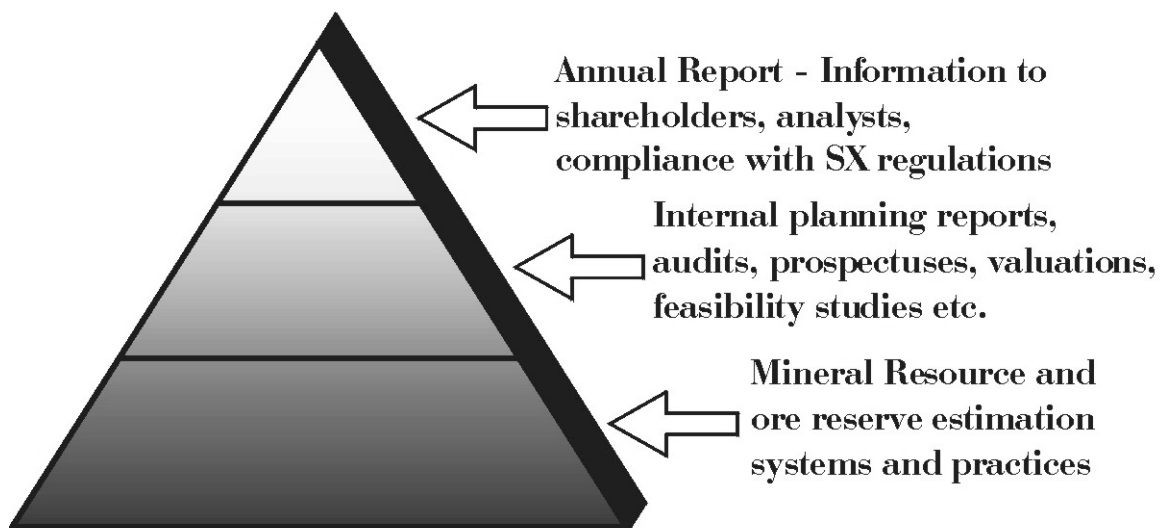 Annual Report - Information to
shareholders, analysts,
compliance with SX regulations
Internal planning reports,
audits, prospectuses, valuations,
feasibility studies etc.
Mineral Resource and
ore reserve estimation
systems and practices